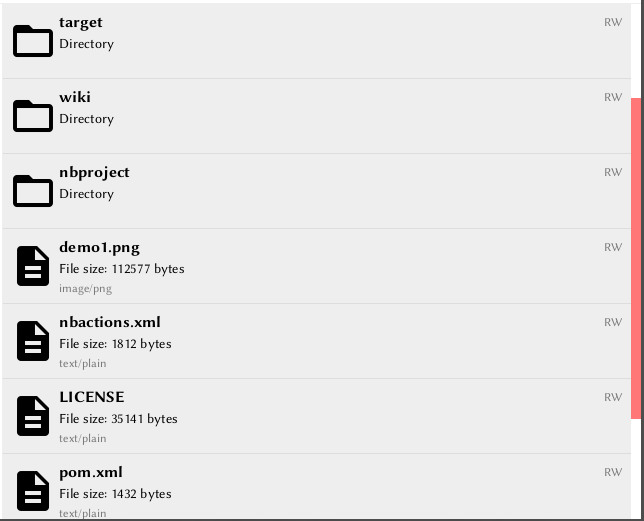 target
RW
Directory
wiki
RW
Directory
nbproject
RW
Directory
demo1.png
RW
File size: 112577 bytes
image/png
nbactions.xml
RW
File size: 1812 bytes
text/plain
LICENSE
RW
File size: 35141 bytes
text/plain
pom.xml
RW
File size: 1432 bytes
text/plain